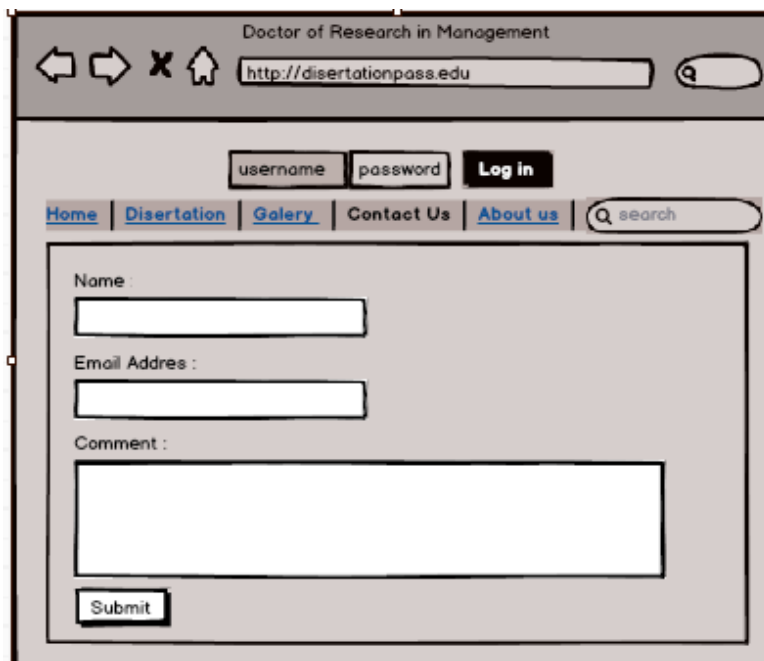 Doctor of Research in Management
http://disertationpass.edu
username password Log in
Home Disertation Galery Contact Us About us search
Name :
Email Addres :
Comment :
Submit